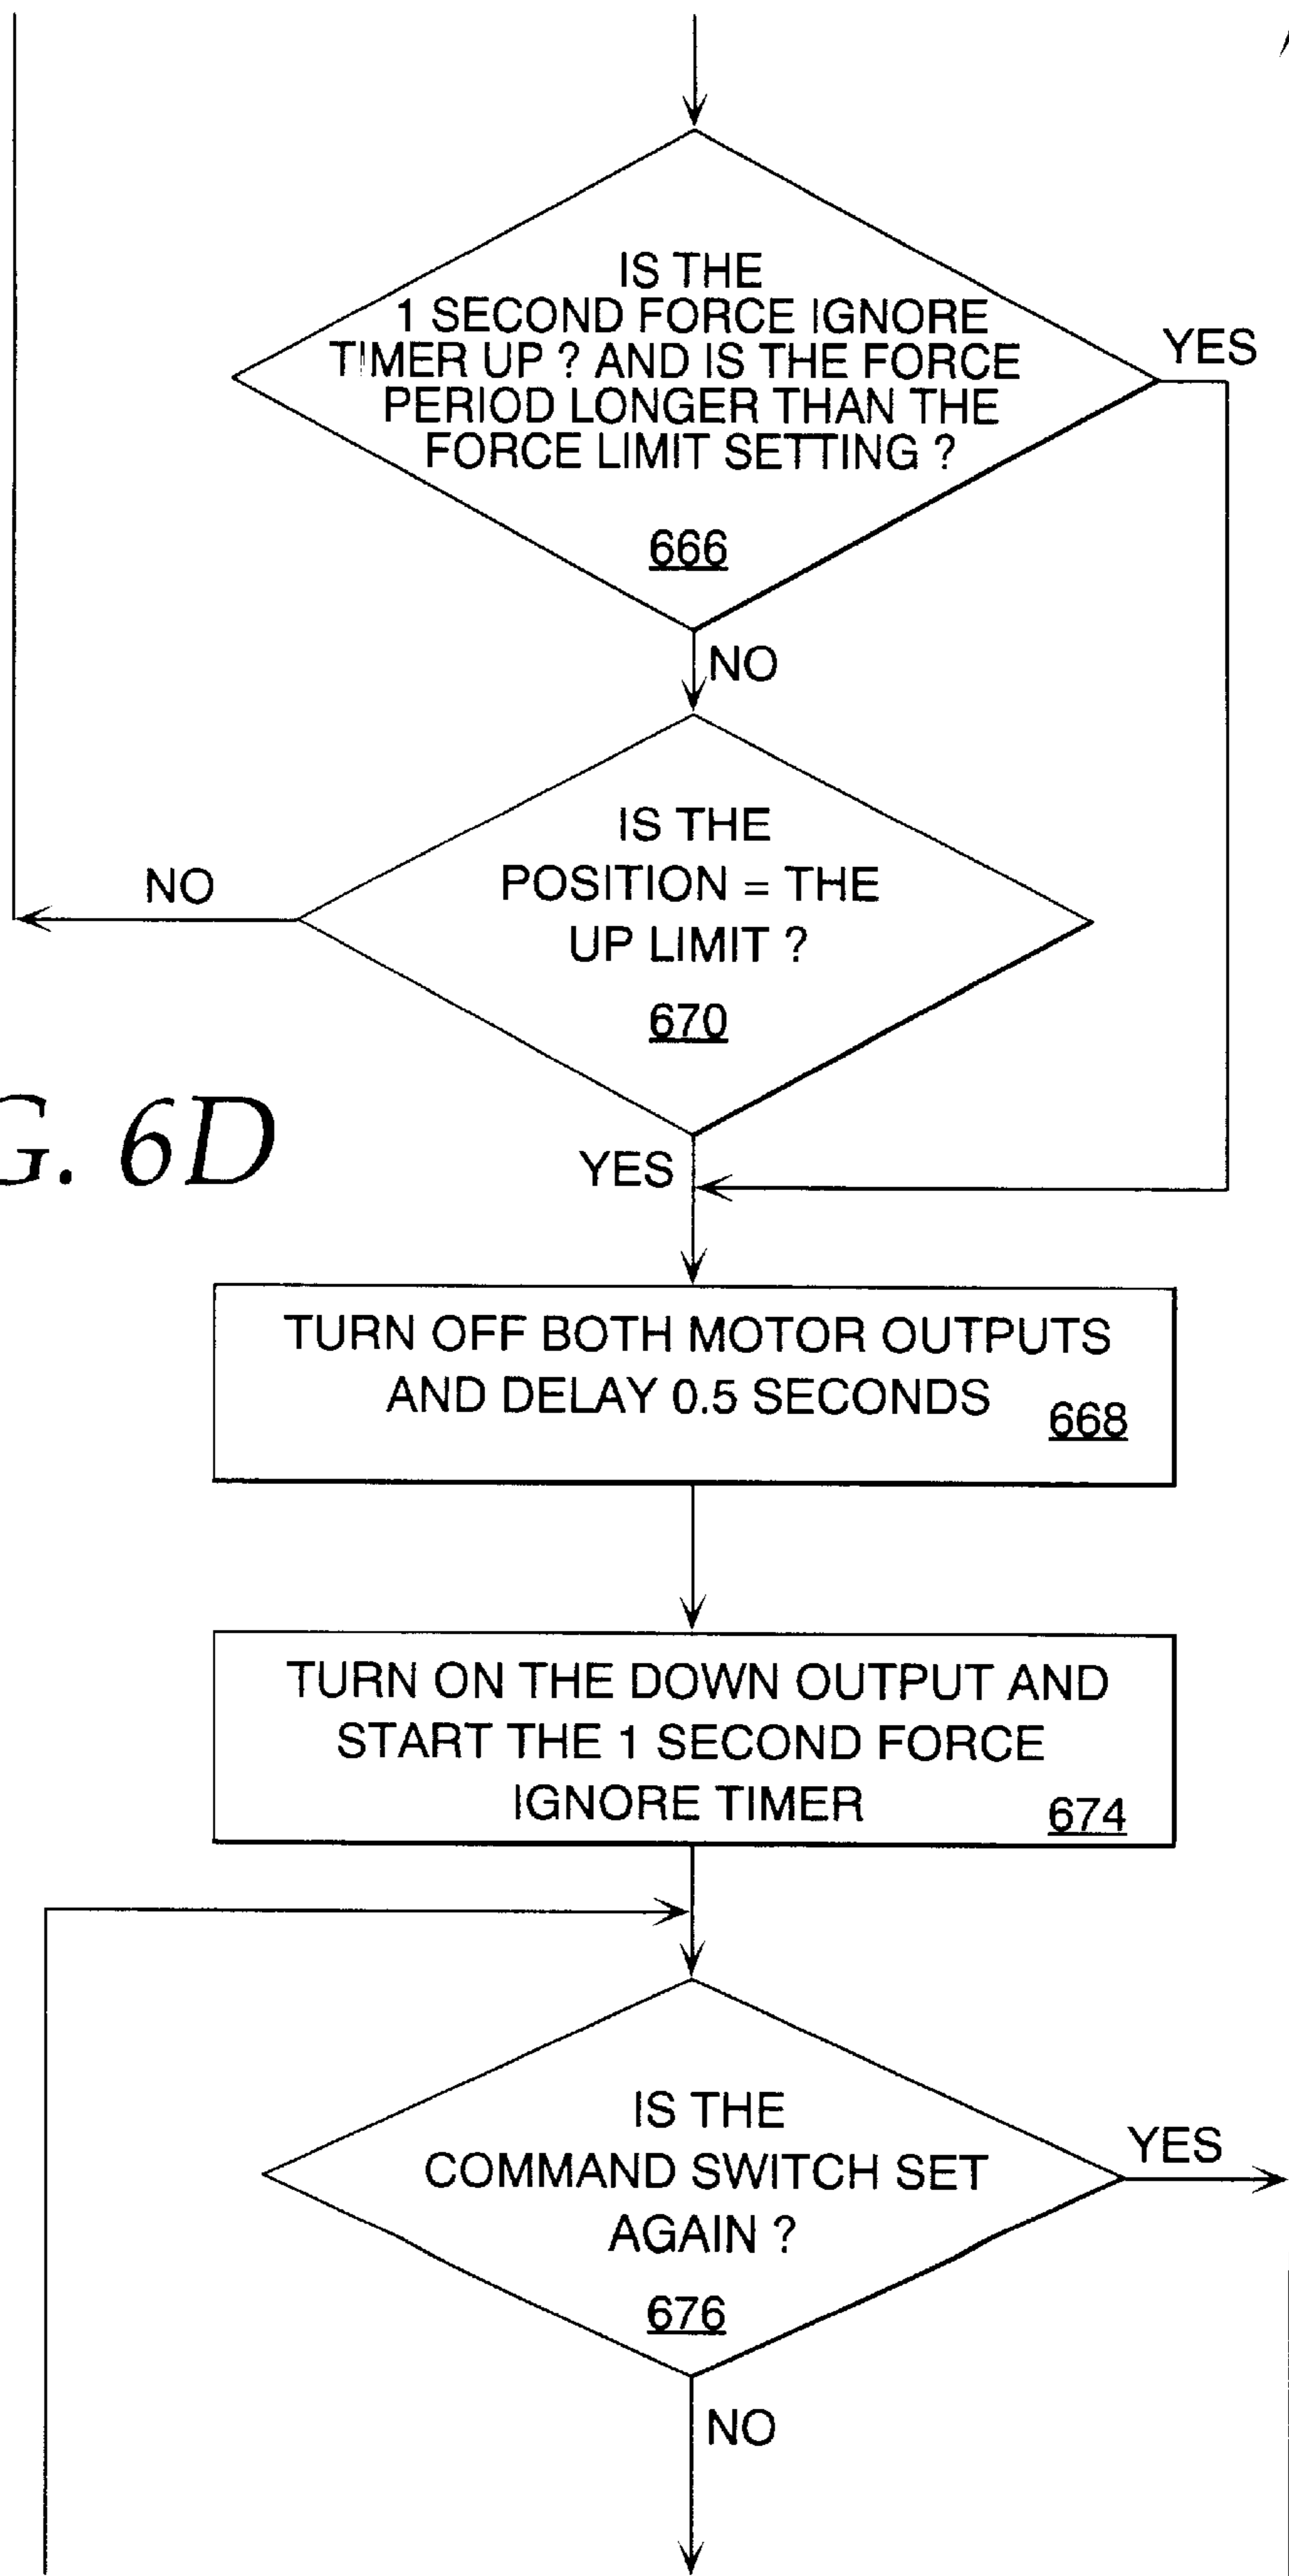 IS THE
1 SECOND FORCE IGNORE
TIMER UP ? AND IS THE FORCE
PERIOD LONGER THAN THE
FORCE LIMIT SETTING ?
666
YES
NO
IS THE
POSITION = THE
UP LIMIT ?
670
NO
G. 6D
YES
TURN OFF BOTH MOTOR OUTPUTS
AND DELAY 0.5 SECONDS
668
TURN ON THE DOWN OUTPUT AND
START THE 1 SECOND FORCE
IGNORE TIMER
674
IS THE
COMMAND SWITCH SET
AGAIN ?
676
YES
NO